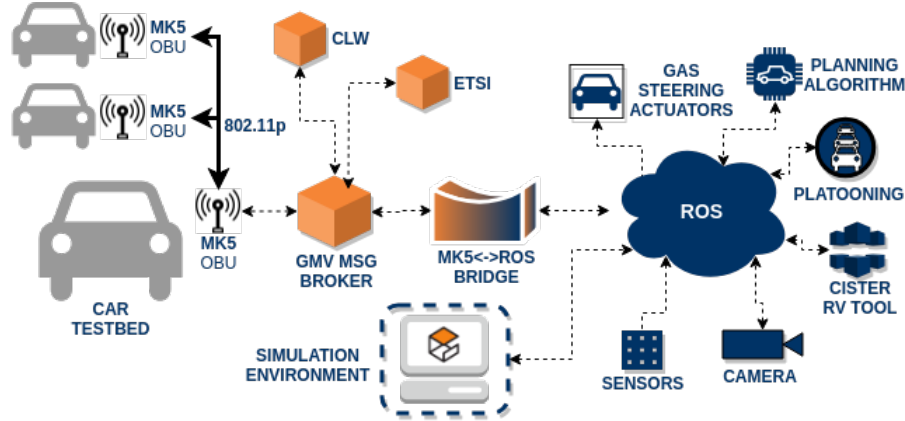 MK5
OBU
MK5
OBU
802.11p
CLW
ETSI
GAS
STEERING
ACTUATORS
PLANNING
ALGORITHM
PLATOONING
ROS
MK5
OBU
GMV MSG
BROKER
MK5<->ROS
BRIDGE
CISTER
RV TOOL
CAR
TESTBED
SIMULATION
ENVIRONMENT
SENSORS
CAMERA